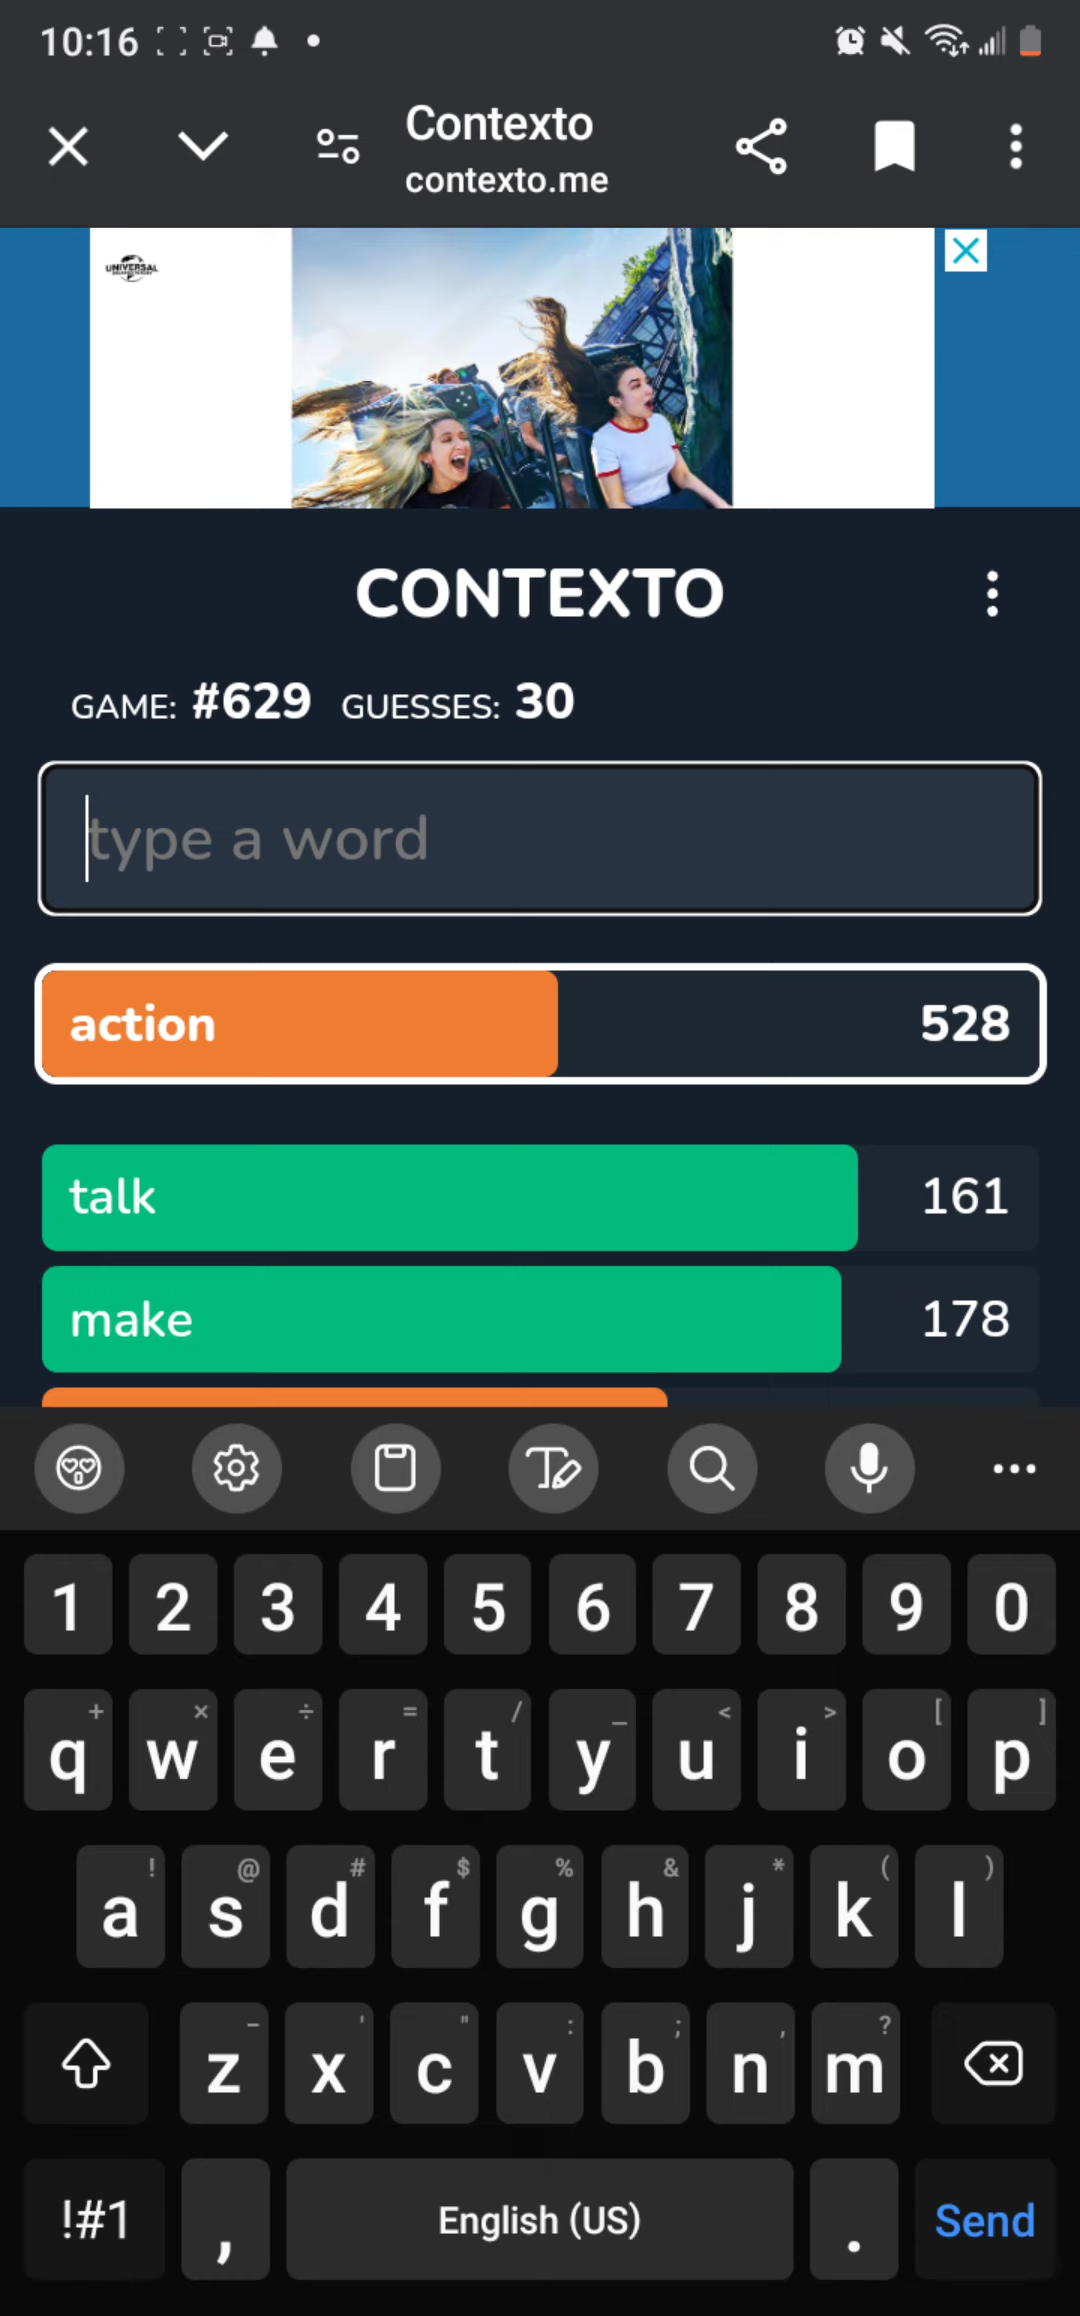 10:16
Contexto
contexto.me
UNIVERSAL
CONTEXTO
GAME: #629 GUESSES: 30
type a word
action 528
talk 161
make 178
1 2 3 4 5 6 7 8 9 0
+ × ÷ = / _ < > [ ]
q w e r t y u i o p
! @ # $ % & * ( )
a s d f g h j k l
- ' " : ; , ?
z x c v b n m
!#1 , English (US) . Send